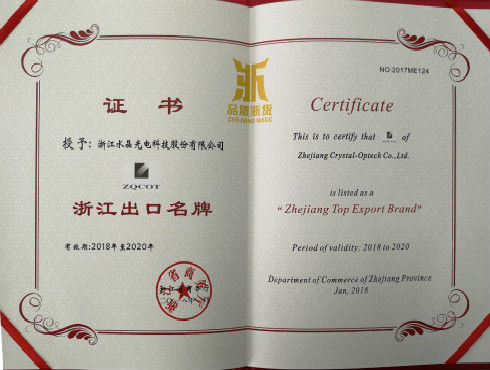 浙
品质浙货
ZHEJIANG MADE
证书
授予：浙江水晶光电科技股份有限公司
ZQCOT
浙江出口名牌
有效期:2018年至2020年
NO:2017ME124
Certificate
This is to certify that ZQCOT of
Zhejiang Crystal-Optech Co.,Ltd.
is listed as a
“ Zhejiang Top Export Brand”
Period of validity: 2018 to 2020
Department of Commerce of Zhejiang Province
Jan, 2018